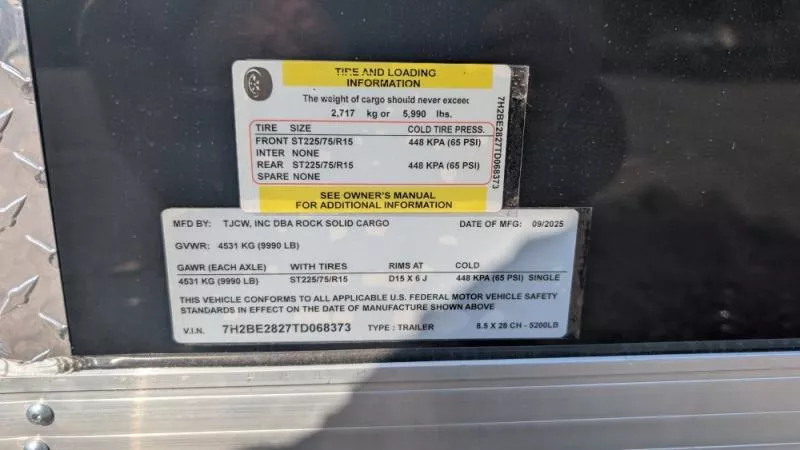 TIRE AND LOADING
INFORMATION
The weight of cargo should never exceed
2,717 kg or 5,990 lbs.
TIRE SIZE COLD TIRE PRESS.
FRONT ST225/75/R15 448 KPA (65 PSI)
INTER NONE
REAR ST225/75/R15 448 KPA (65 PSI)
SPARE NONE
SEE OWNER'S MANUAL
FOR ADDITIONAL INFORMATION
7H2BE2827TD068373
MFD BY: TJCW, INC DBA ROCK SOLID CARGO DATE OF MFG: 09/2025
GVWR: 4531 KG (9990 LB)
GAWR (EACH AXLE) WITH TIRES RIMS AT COLD
4531 KG (9990 LB) ST225/75/R15 D15 X 6 J 448 KPA (65 PSI) SINGLE
THIS VEHICLE CONFORMS TO ALL APPLICABLE U.S. FEDERAL MOTOR VEHICLE SAFETY
STANDARDS IN EFFECT ON THE DATE OF MANUFACTURE SHOWN ABOVE
V.I.N. 7H2BE2827TD068373 TYPE : TRAILER 8.5 X 28 CH - 5200LB